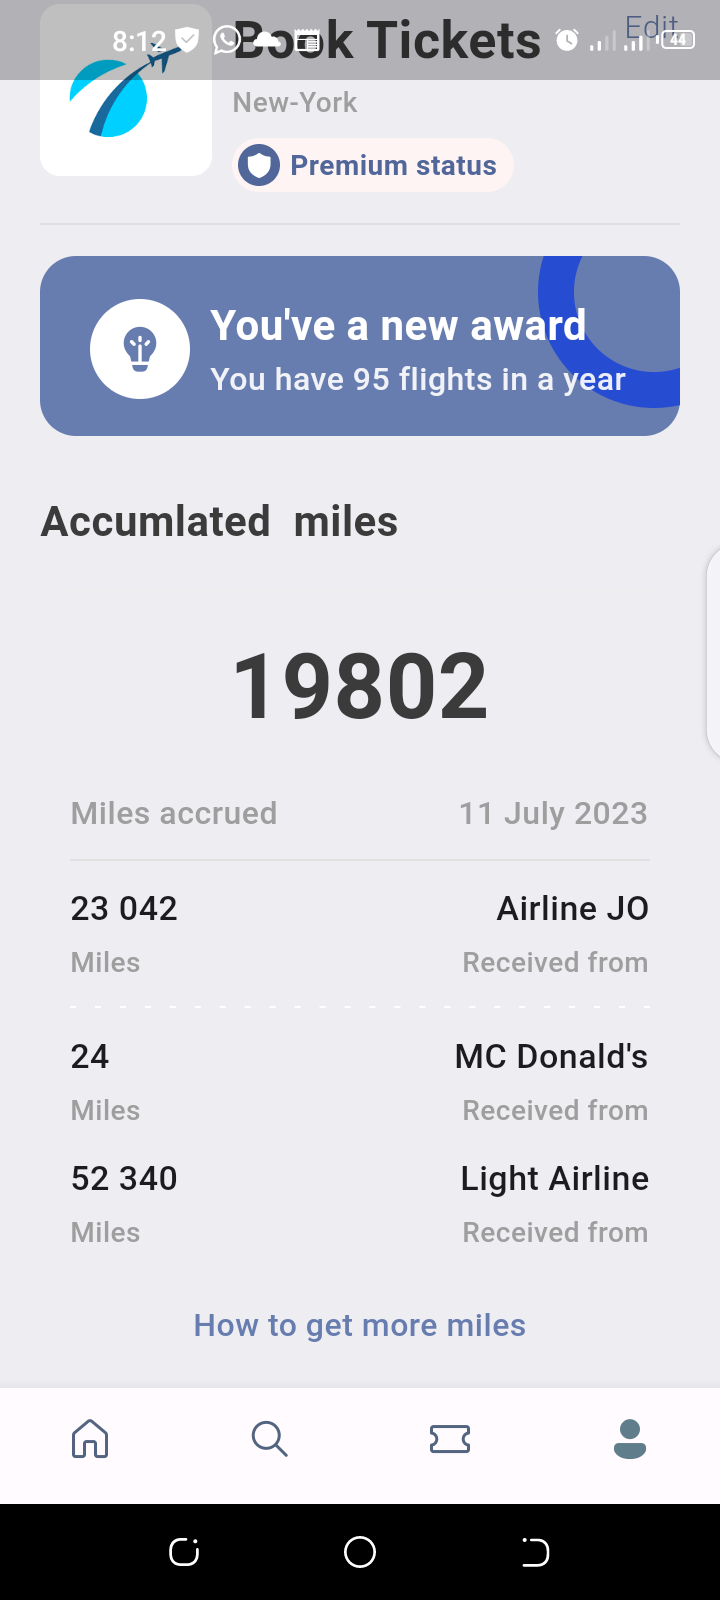 8:12
44
Book Tickets
Edit
New-York
Premium status
You've a new award
You have 95 flights in a year
Accumlated miles
19802
Miles accrued 11 July 2023
23 042 Airline JO
Miles Received from
24 MC Donald's
Miles Received from
52 340 Light Airline
Miles Received from
How to get more miles